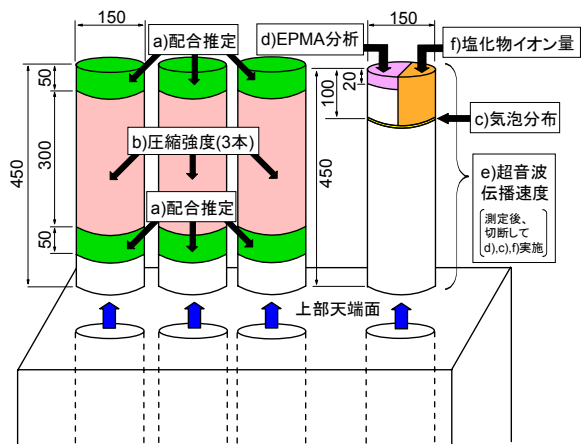 150
150
a)配合推定
d)EPMA分析
f)塩化物イオン量
50
300
50
450
100
20
450
c)気泡分布
b)圧縮強度(3本)
a)配合推定
e)超音波
伝播速度
測定後、
切断して
d),c),f)実施
上部天端面